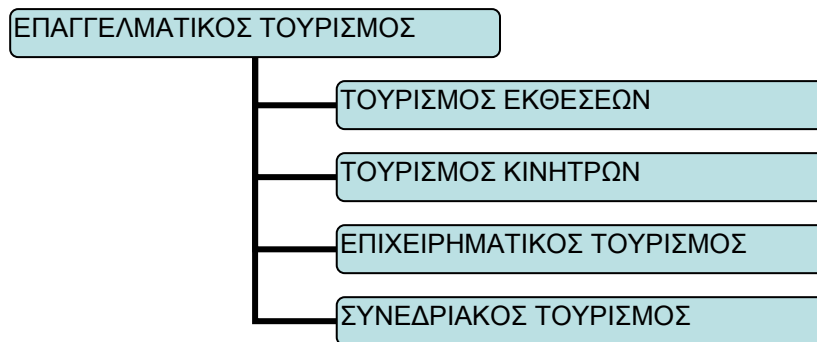 ΕΠΑΓΓΕΛΜΑΤΙΚΟΣ ΤΟΥΡΙΣΜΟΣ
ΤΟΥΡΙΣΜΟΣ ΕΚΘΕΣΕΩΝ
ΤΟΥΡΙΣΜΟΣ ΚΙΝΗΤΡΩΝ
ΕΠΙΧΕΙΡΗΜΑΤΙΚΟΣ ΤΟΥΡΙΣΜΟΣ
ΣΥΝΕΔΡΙΑΚΟΣ ΤΟΥΡΙΣΜΟΣ